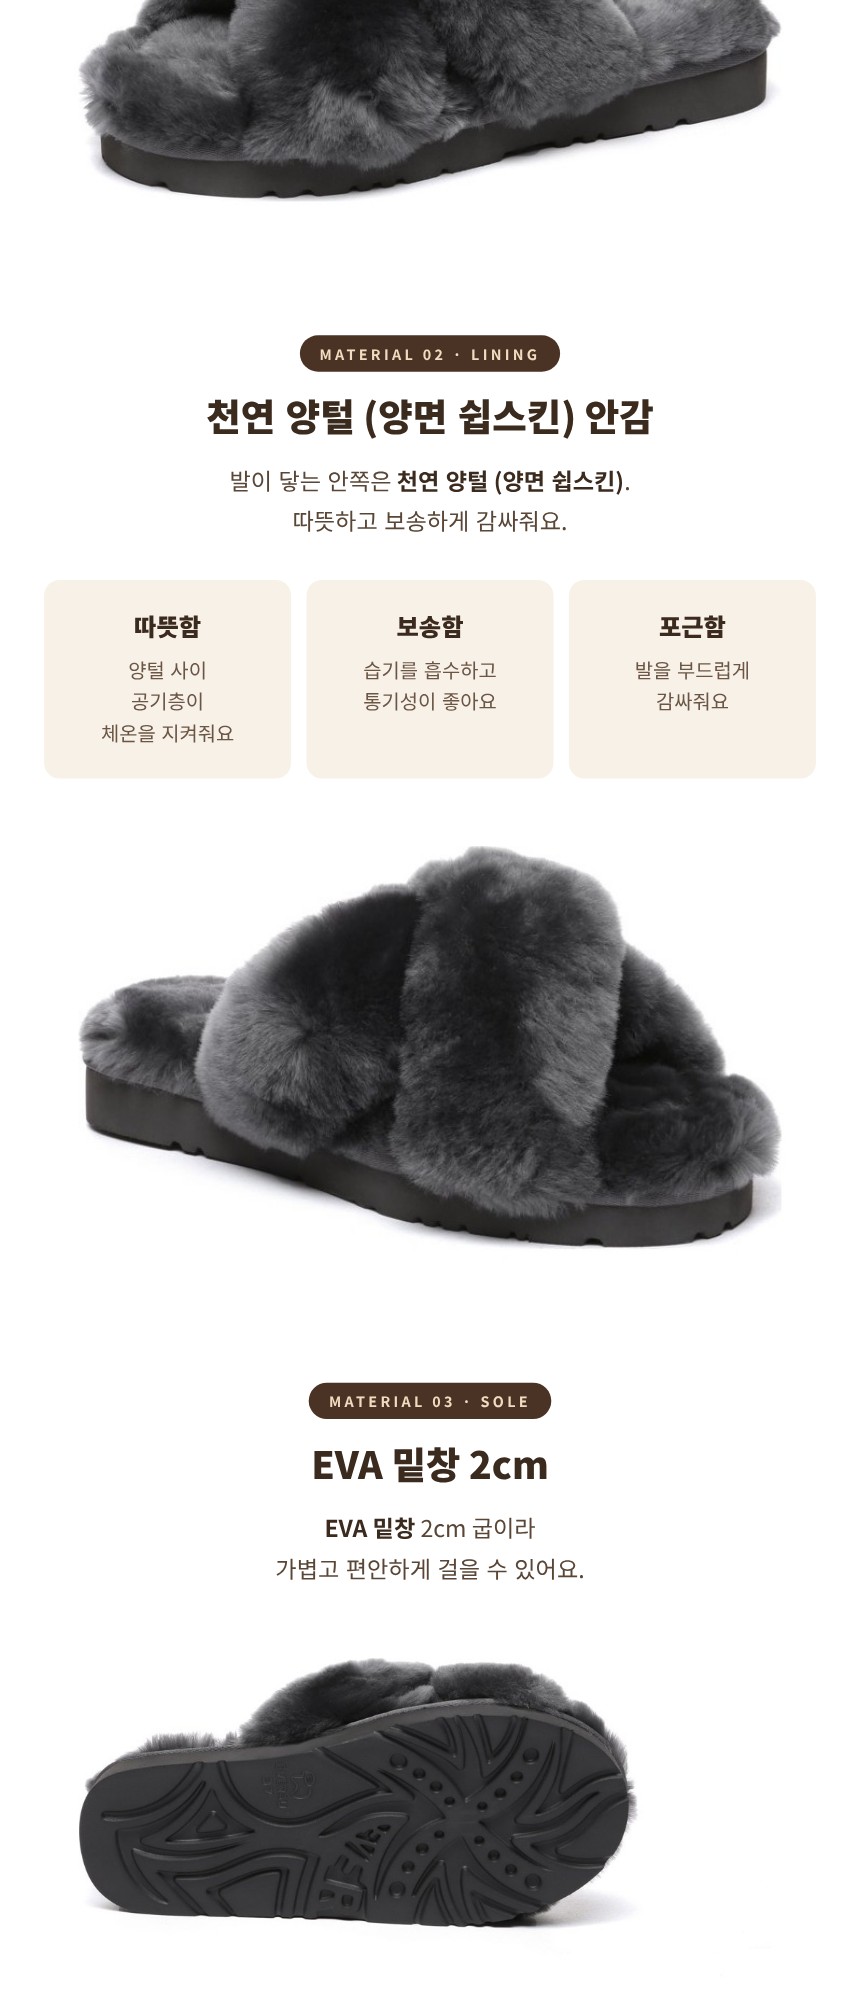 MATERIAL 02 · LINING
천연 양털 (양면 쉽스킨) 안감
발이 닿는 안쪽은 천연 양털 (양면 쉽스킨).
따뜻하고 보송하게 감싸줘요.
따뜻함
양털 사이
공기층이
체온을 지켜줘요
보송함
습기를 흡수하고
통기성이 좋아요
포근함
발을 부드럽게
감싸줘요
MATERIAL 03 · SOLE
EVA 밑창 2cm
EVA 밑창 2cm 굽이라
가볍고 편안하게 걸을 수 있어요.